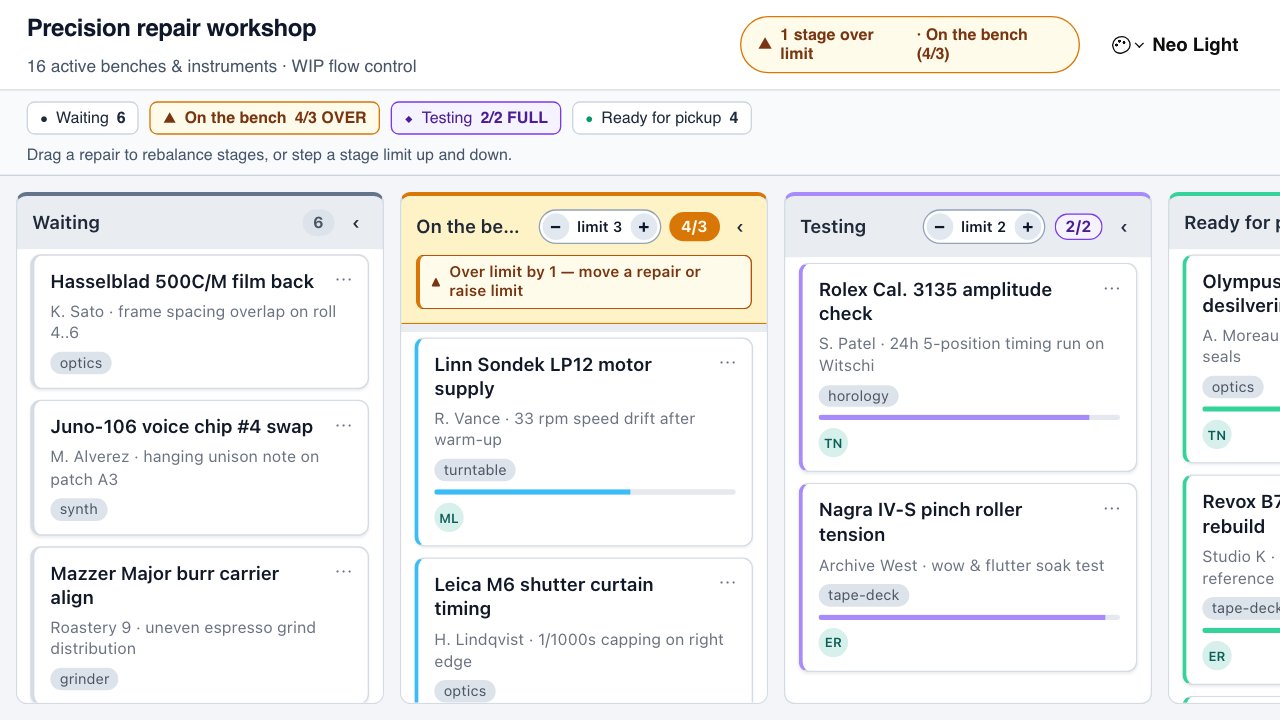 Precision repair workshop
16 active benches & instruments · WIP flow control
▲ 1 stage over limit · On the bench (4/3)
Neo Light
• Waiting 6
▲ On the bench 4/3 OVER
◆ Testing 2/2 FULL
• Ready for pickup 4
Drag a repair to rebalance stages, or step a stage limit up and down.
Waiting 6 ‹
Hasselblad 500C/M film back ···
K. Sato · frame spacing overlap on roll
4..6
optics
Juno-106 voice chip #4 swap ···
M. Alverez · hanging unison note on
patch A3
synth
Mazzer Major burr carrier ···
align
Roastery 9 · uneven espresso grind
distribution
grinder
On the be... − limit 3 + 4/3 ‹
▲ Over limit by 1 — move a repair or
raise limit
Linn Sondek LP12 motor ···
supply
R. Vance · 33 rpm speed drift after
warm-up
turntable
ML
Leica M6 shutter curtain ···
timing
H. Lindqvist · 1/1000s capping on right
edge
optics
Testing − limit 2 + 2/2 ‹
Rolex Cal. 3135 amplitude ···
check
S. Patel · 24h 5-position timing run on
Witschi
horology
TN
Nagra IV-S pinch roller ···
tension
Archive West · wow & flutter soak test
tape-deck
ER
Ready for
Olympus
A. Moreau
seals
optics
TN
Revox
rebuild
Studio K ·
reference
tape-deck
ER